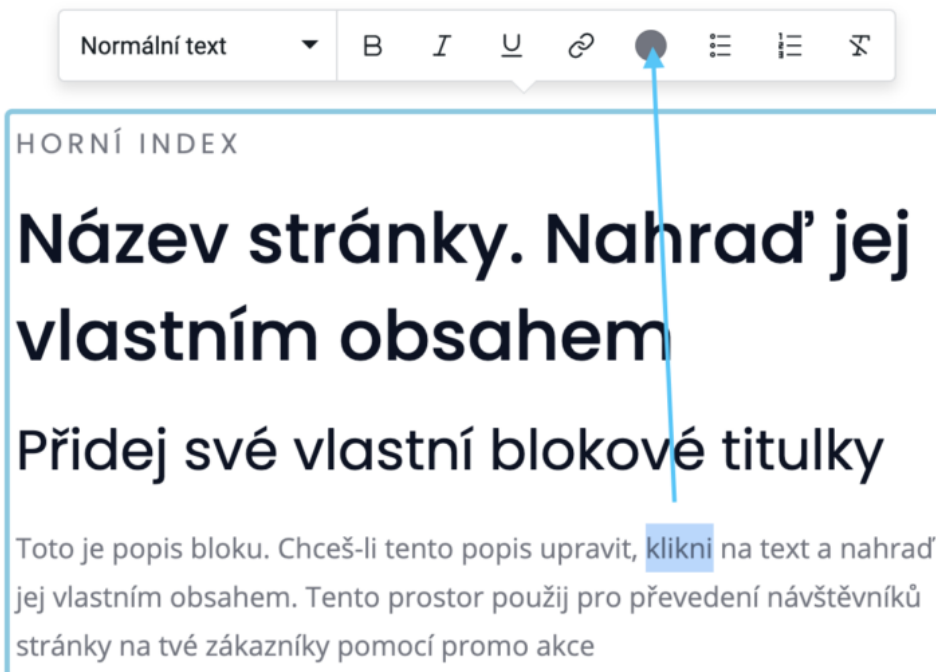 Normální text
HORNÍ INDEX
Název stránky. Nahraď jej
vlastním obsahem
Přidej své vlastní blokové titulky
Toto je popis bloku. Chceš-li tento popis upravit, klikni na text a nahraď
jej vlastním obsahem. Tento prostor použij pro převedení návštěvníků
stránky na tvé zákazníky pomocí promo akce